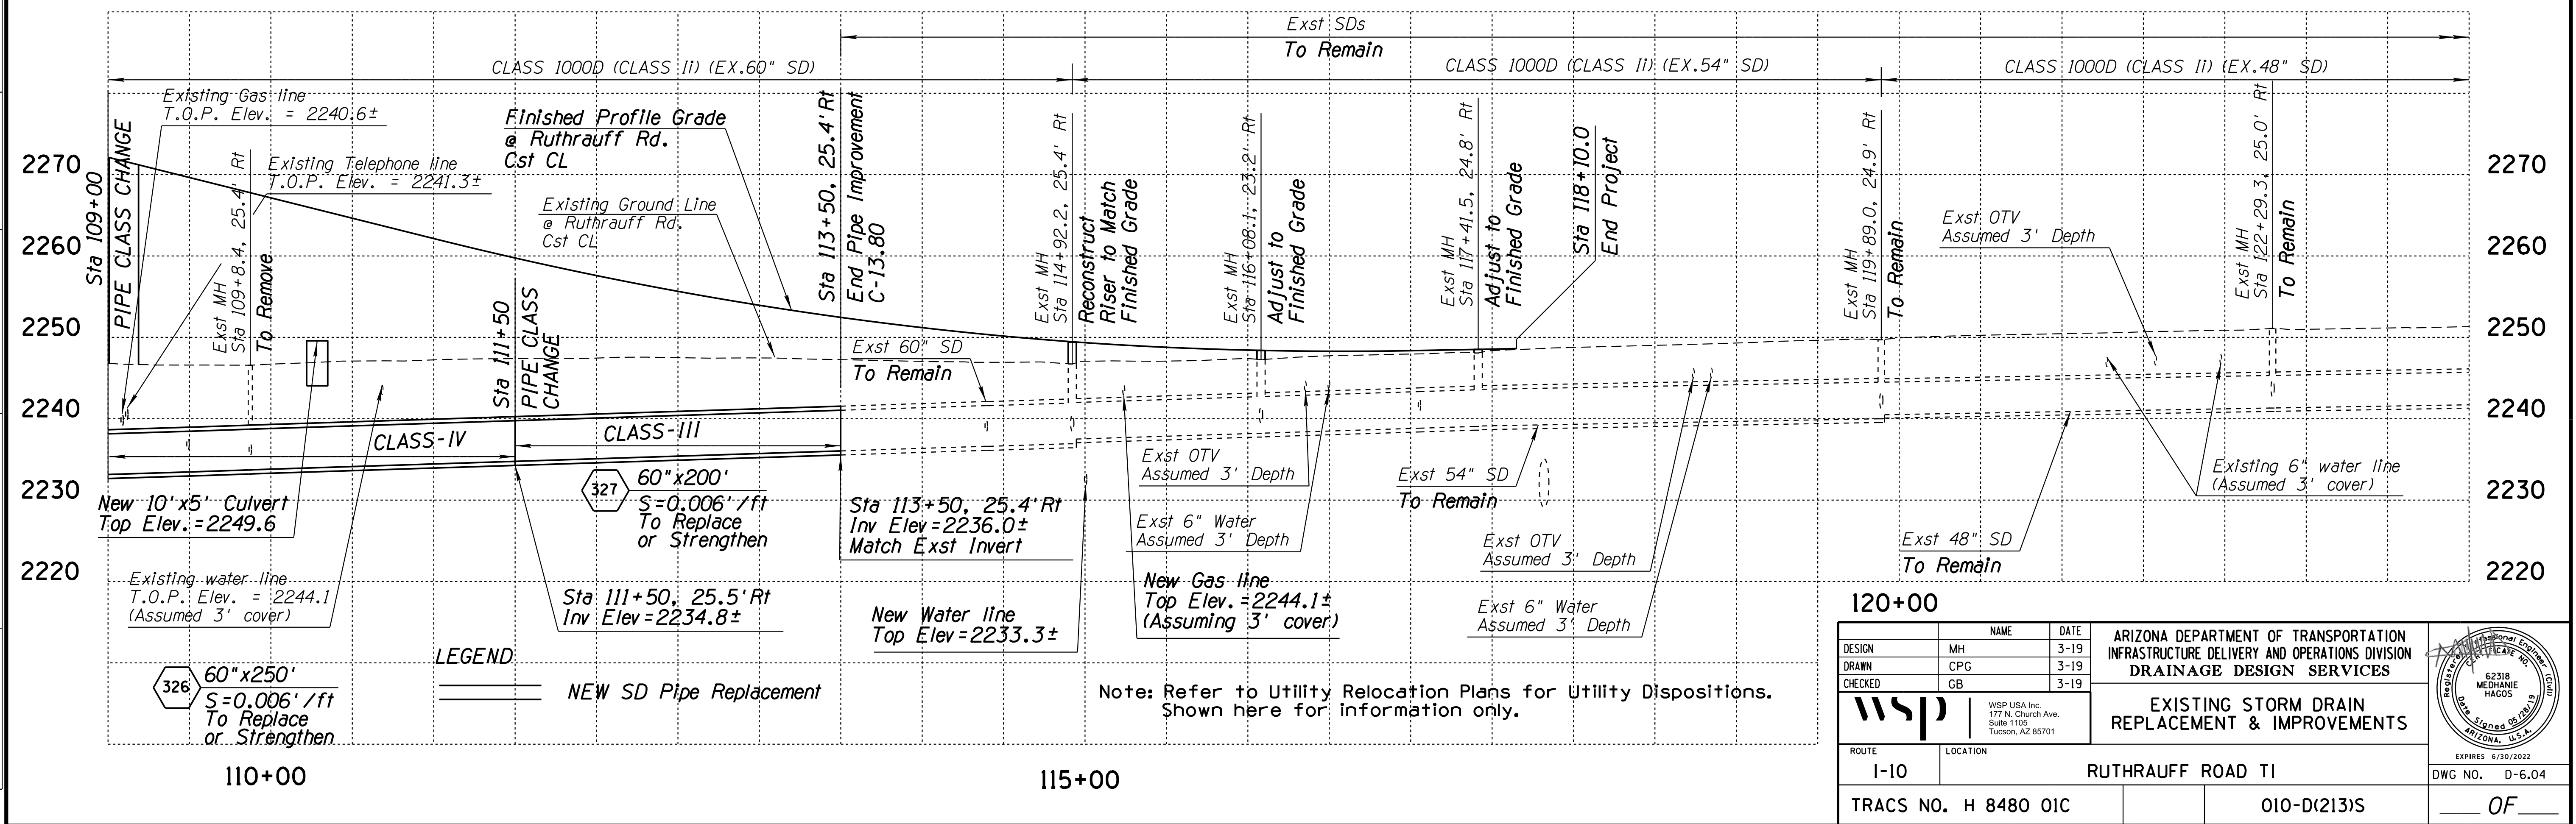 Exst SDs
To Remain
CLASS 1000D (CLASS Ii) (EX.60" SD)
CLASS 1000D (CLASS Ii) (EX.54" SD)
CLASS 1000D (CLASS Ii) (EX.48" SD)
2270
2260
2250
2240
2230
2220
Sta 109+00
PIPE CLASS CHANGE
Existing Gas line
T.O.P. Elev. = 2240.6±
Exst MH
Sta 109+8.4, 25.4' Rt
To Remove
Existing Telephone line
T.O.P. Elev. = 2241.3±
Finished Profile Grade
@ Ruthrauff Rd.
Cst CL
Existing Ground Line
@ Ruthrauff Rd.
Cst CL
Sta 111+50
PIPE CLASS
CHANGE
Sta 113+50, 25.4' Rt
End Pipe Improvement
C-13.80
Exst 60" SD
To Remain
Exst MH
Sta 114+92.2, 25.4' Rt
Reconstruct
Riser to Match
Finished Grade
Exst MH
Sta 116+08.1, 23.2' Rt
Adjust to
Finished Grade
Exst MH
Sta 117+41.5, 24.8' Rt
Adjust to
Finished Grade
Sta 118+10.0
End Project
Exst MH
Sta 119+89.0, 24.9' Rt
To Remain
Exst OTV
Assumed 3' Depth
Exst MH
Sta 122+29.3, 25.0' Rt
To Remain
2270
2260
2250
2240
2230
2220
CLASS-IV
CLASS-III
New 10'x5' Culvert
Top Elev.=2249.6
Existing water line
T.O.P. Elev. = 2244.1
(Assumed 3' cover)
327
60"x200'
S=0.006'/ft
To Replace
or Strengthen
Sta 111+50, 25.5'Rt
Inv Elev=2234.8±
Sta 113+50, 25.4'Rt
Inv Elev=2236.0±
Match Exst Invert
New Water line
Top Elev=2233.3±
Exst OTV
Assumed 3' Depth
Exst 6" Water
Assumed 3' Depth
New Gas line
Top Elev.=2244.1±
(Assuming 3' cover)
Exst 54" SD
To Remain
Exst OTV
Assumed 3' Depth
Exst 6" Water
Assumed 3' Depth
Exst 48" SD
To Remain
Existing 6" water line
(Assumed 3' cover)
326
60"x250'
S=0.006'/ft
To Replace
or Strengthen
LEGEND
NEW SD Pipe Replacement
Note: Refer to Utility Relocation Plans for Utility Dispositions.
Shown here for information only.
110+00
115+00
120+00
NAME DATE
DESIGN MH 3-19
DRAWN CPG 3-19
CHECKED GB 3-19
ARIZONA DEPARTMENT OF TRANSPORTATION
INFRASTRUCTURE DELIVERY AND OPERATIONS DIVISION
DRAINAGE DESIGN SERVICES
wsp
WSP USA Inc.
177 N. Church Ave.
Suite 1105
Tucson, AZ 85701
EXISTING STORM DRAIN
REPLACEMENT & IMPROVEMENTS
Registered Professional Engineer (Civil)
CERTIFICATE NO.
62318
MEDHANIE
HAGOS
Date Signed 05/28/19
ARIZONA, U.S.A.
EXPIRES 6/30/2022
ROUTE
I-10
LOCATION
RUTHRAUFF ROAD TI
DWG NO. D-6.04
TRACS NO. H 8480 01C
010-D(213)S
OF